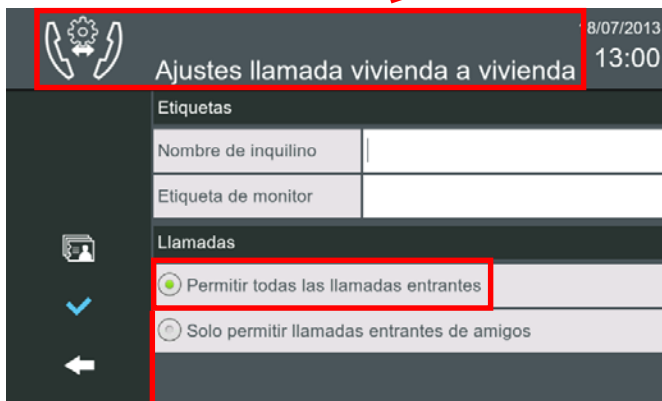 18/07/2013
13:00
Ajustes llamada vivienda a vivienda
Etiquetas
Nombre de inquilino
Etiqueta de monitor
Llamadas
Permitir todas las llamadas entrantes
Solo permitir llamadas entrantes de amigos